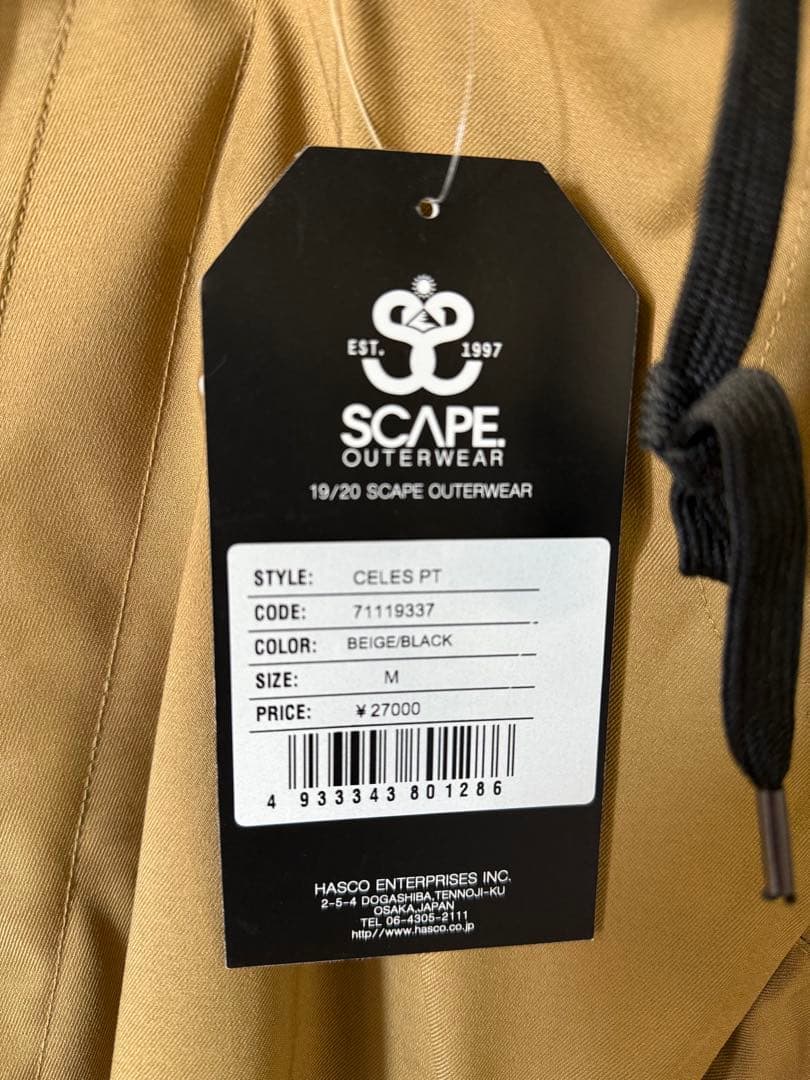 EST. 1997
SCAPE.
OUTERWEAR
19/20 SCAPE OUTERWEAR
STYLE: CELES PT
CODE: 71119337
COLOR: BEIGE/BLACK
SIZE: M
PRICE: ¥27000
4 933343 801286
HASCO ENTERPRISES INC.
2-5-4 DOGASHIBA,TENNOJI-KU
OSAKA,JAPAN
TEL 06-4305-2111
http//www.hasco.co.jp